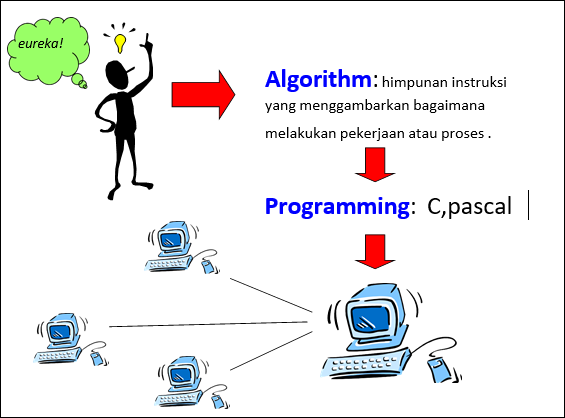 eureka!
Algorithm: himpunan instruksi
yang menggambarkan bagaimana
melakukan pekerjaan atau proses .
Programming: C,pascal